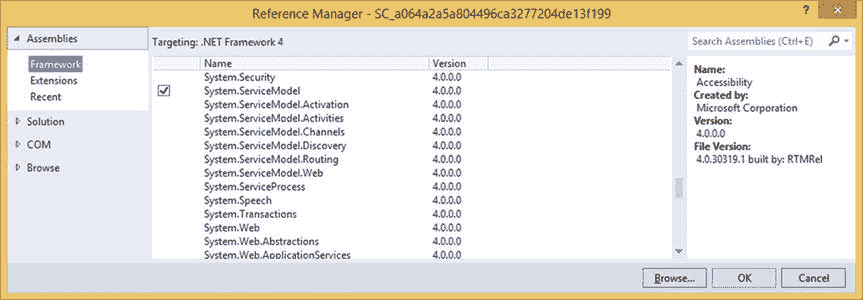 Reference Manager - SC_a064a2a5a804496ca3277204de13f199
Assemblies
Framework
Extensions
Recent
Solution
COM
Browse
Targeting: .NET Framework 4
Name Version
System.Security 4.0.0.0
System.ServiceModel 4.0.0.0
System.ServiceModel.Activation 4.0.0.0
System.ServiceModel.Activities 4.0.0.0
System.ServiceModel.Channels 4.0.0.0
System.ServiceModel.Discovery 4.0.0.0
System.ServiceModel.Routing 4.0.0.0
System.ServiceModel.Web 4.0.0.0
System.ServiceProcess 4.0.0.0
System.Speech 4.0.0.0
System.Transactions 4.0.0.0
System.Web 4.0.0.0
System.Web.Abstractions 4.0.0.0
System.Web.ApplicationServices 4.0.0.0
Search Assemblies (Ctrl+E)
Name:
Accessibility
Created by:
Microsoft Corporation
Version:
4.0.0.0
File Version:
4.0.30319.1 built by: RTMRel
Browse... OK Cancel